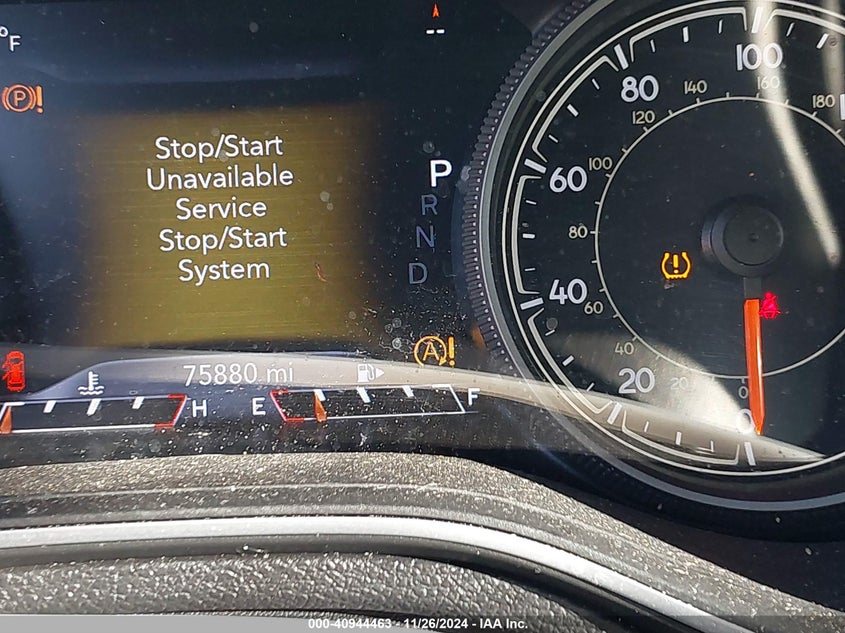 °F
P!
Stop/Start
Unavailable
Service
Stop/Start
System
P
R
N
D
A!
75880 mi
H
E
F
0
20
40
60
80
100
0
20
40
60
80
100
120
140
160
180
000-40944463 - 11/26/2024 - IAA Inc.